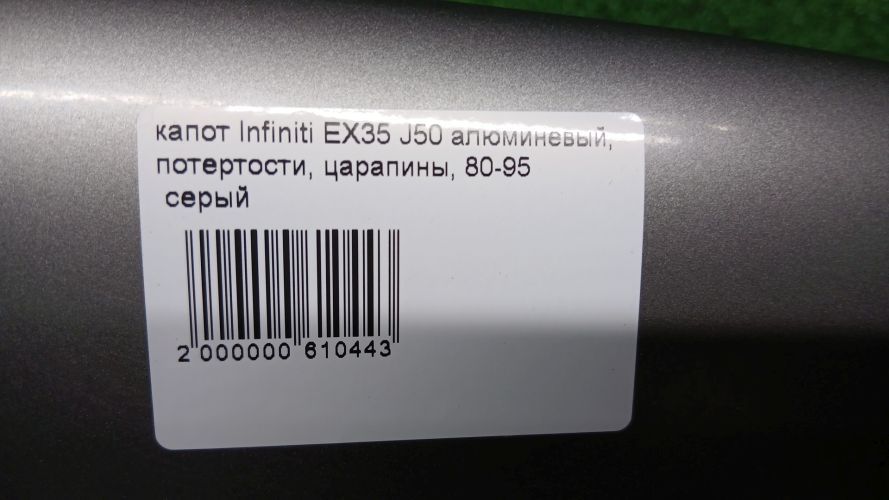 капот Infiniti EX35 J50 алюминевый,
потертости, царапины, 80-95
серый
2 000000 610443